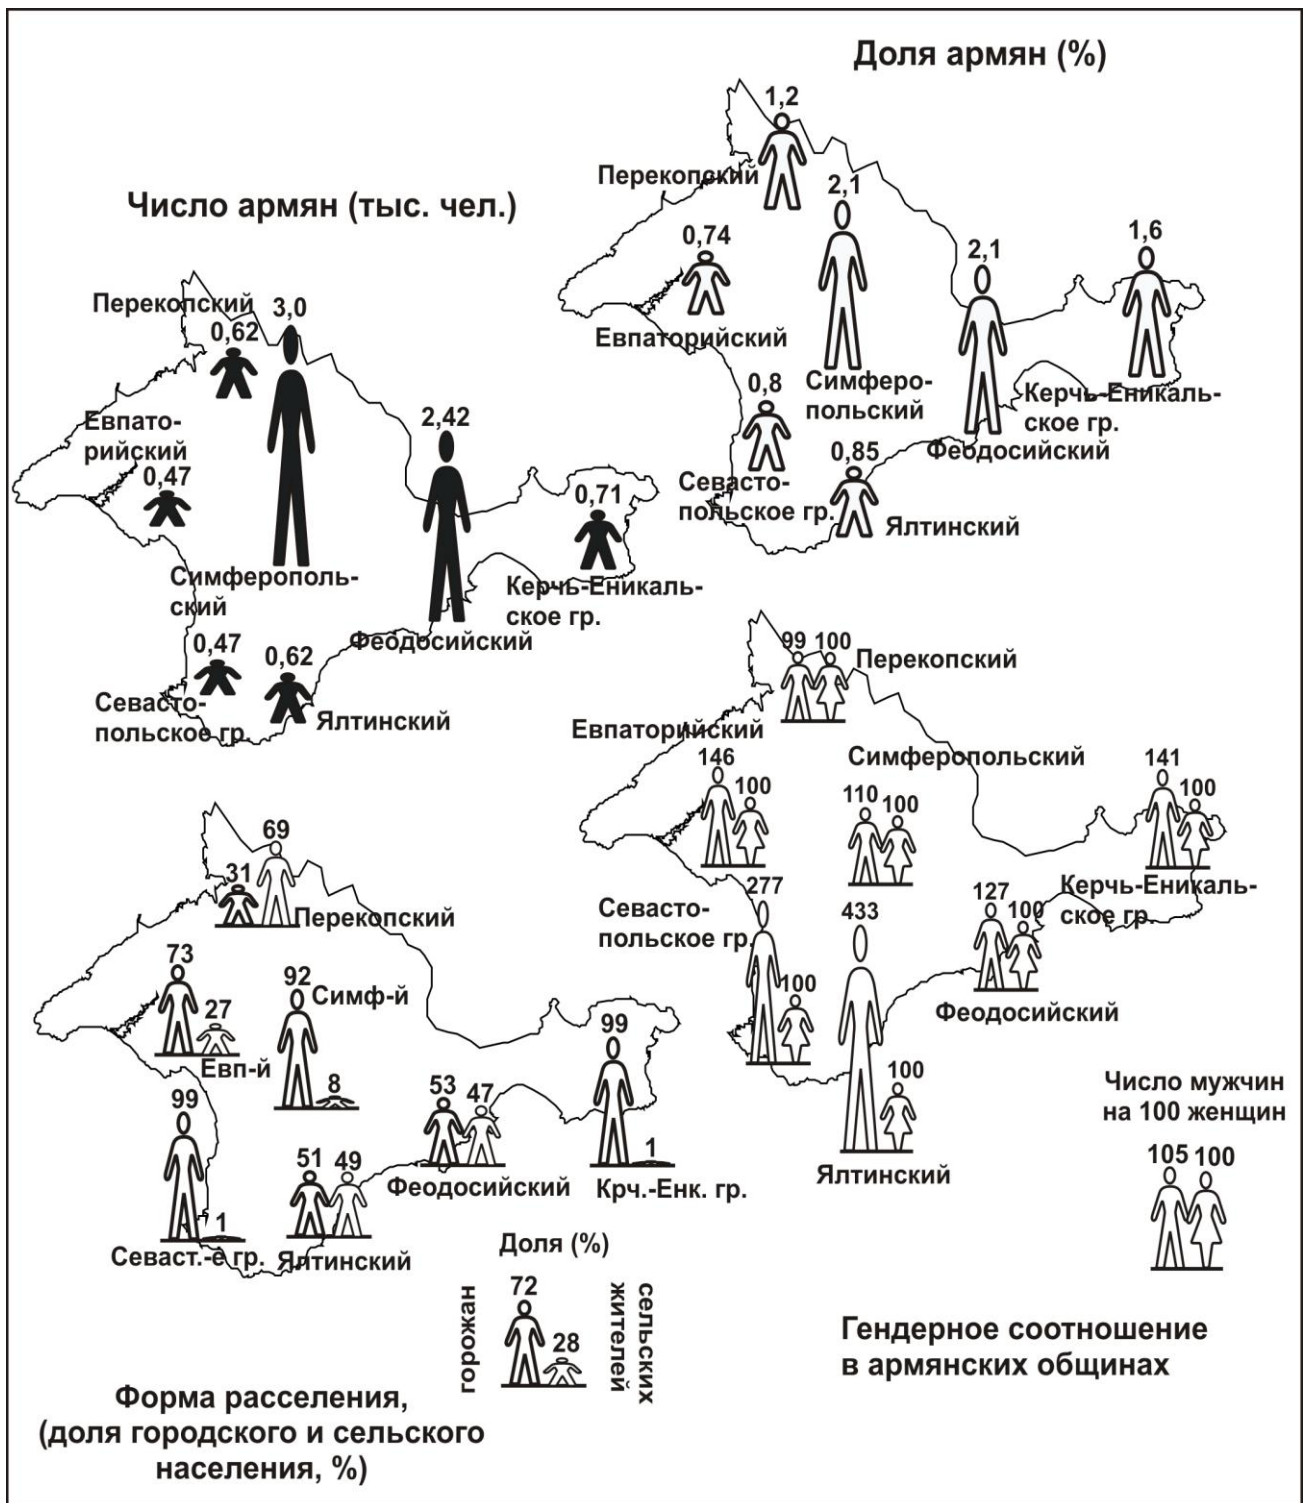 Доля армян (%)
1,2
Перекопский
2,1
0,74
Евпаторийский
2,1
1,6
Симферо-
польский
0,8
Керчь-Еникаль-
ское гр.
Феодосийский
0,85
Севасто-
польское гр.
Ялтинский
Число армян (тыс. чел.)
Перекопский
3,0
0,62
Евпато-
рийский
2,42
0,47
0,71
Симферополь-
ский
Керчь-Еникаль-
ское гр.
Феодосийский
0,47
0,62
Севасто-
польское гр.
Ялтинский
99 100
Перекопский
Евпаторийский
Симферопольский
146
100
110
100
141
100
277
Керчь-Еникаль-
ское гр.
Севасто-
польское гр.
433
127
100
100
Феодосийский
100
Ялтинский
Число мужчин
на 100 женщин
105 100
Гендерное соотношение
в армянских общинах
69
31
Перекопский
73
92
Симф-й
27
Евп-й
8
99
99
53
47
1
51
49
Феодосийский
Крч.-Енк. гр.
1
Севаст.-е гр.
Ялтинский
Доля (%)
горожан
72
28
сельских
жителей
Форма расселения,
(доля городского и сельского
населения, %)